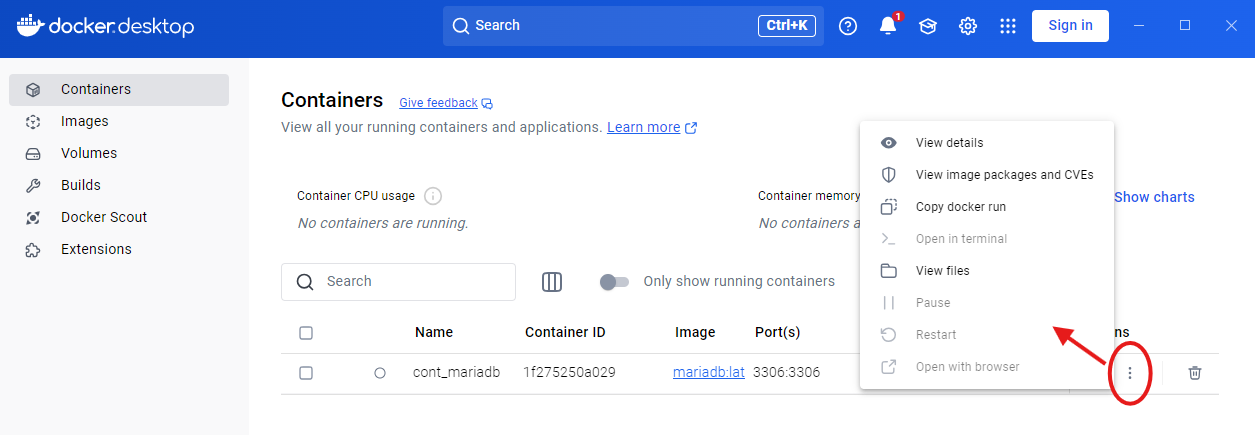 docker.desktop
Search
Ctrl+K
1
Sign in
Containers
Images
Volumes
Builds
Docker Scout
Extensions
Containers
Give feedback
View all your running containers and applications. Learn more
Container CPU usage
No containers are running.
Container memory
No containers a
Show charts
Search
Only show running containers
Name
Container ID
Image
Port(s)
ns
cont_mariadb
1f275250a029
mariadb:lat
3306:3306
View details
View image packages and CVEs
Copy docker run
Open in terminal
View files
Pause
Restart
Open with browser